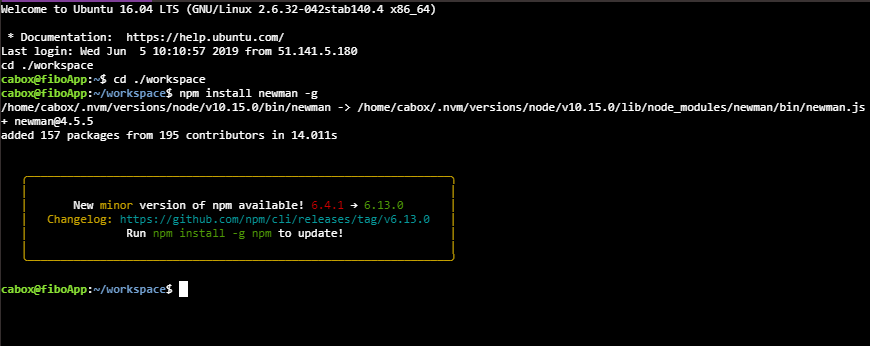 Welcome to Ubuntu 16.04 LTS (GNU/Linux 2.6.32-042stab140.4 x86_64)
* Documentation:  https://help.ubuntu.com/
Last login: Wed Jun  5 10:10:57 2019 from 51.141.5.180
cd ./workspace
cabox@fiboApp:~$ cd ./workspace
cabox@fiboApp:~/workspace$ npm install newman -g
/home/cabox/.nvm/versions/node/v10.15.0/bin/newman -> /home/cabox/.nvm/versions/node/v10.15.0/lib/node_modules/newman/bin/newman.js
+ newman@4.5.5
added 157 packages from 195 contributors in 14.011s
New minor version of npm available! 6.4.1 → 6.13.0
Changelog: https://github.com/npm/cli/releases/tag/v6.13.0
Run npm install -g npm to update!
cabox@fiboApp:~/workspace$